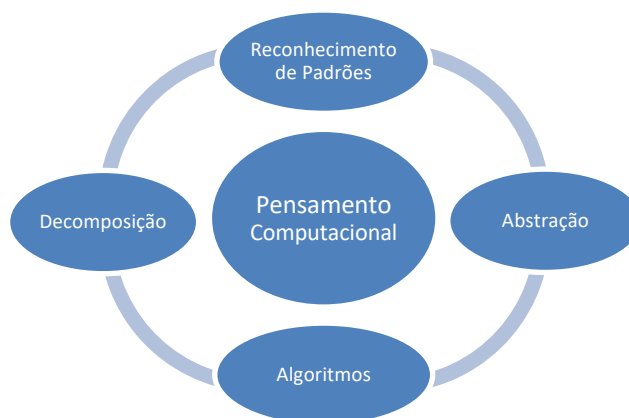 Reconhecimento
de Padrões
Decomposição
Pensamento
Computacional
Abstração
Algoritmos